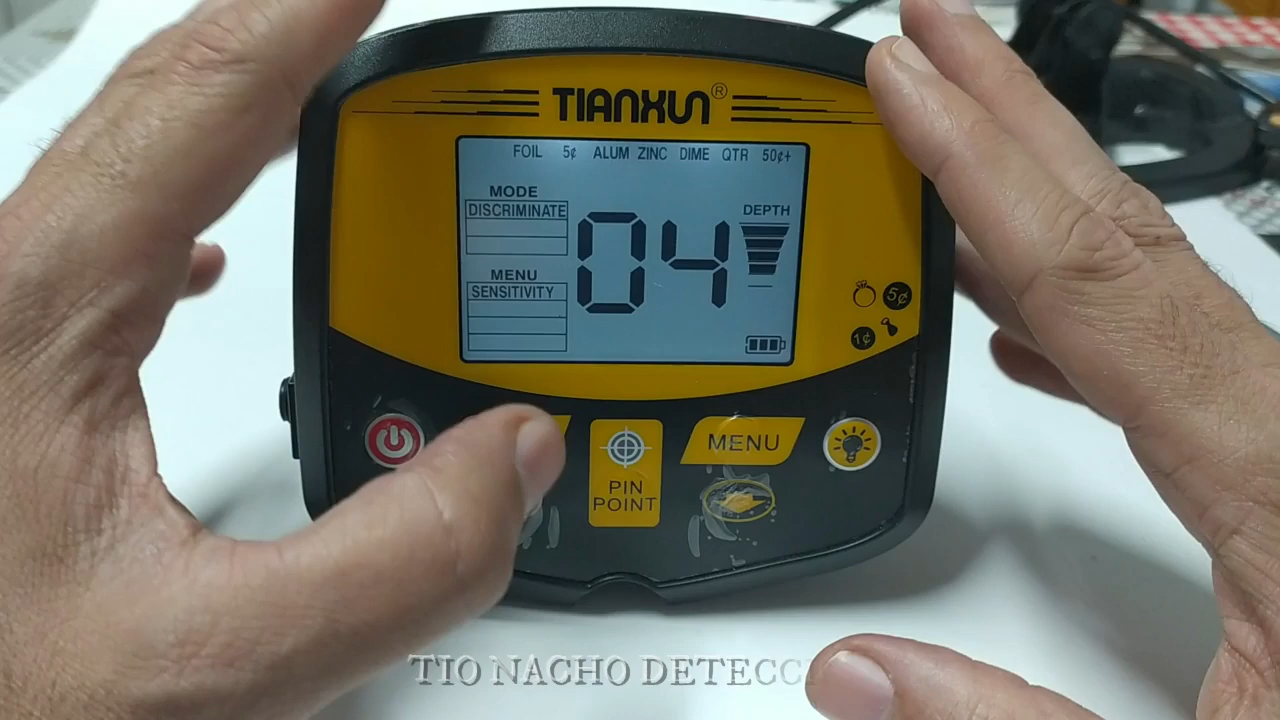 TIANXUN®
FOIL 5¢ ALUM ZINC DIME QTR 50¢+
MODE
DISCRIMINATE
DEPTH
04
MENU
SENSITIVITY
5¢
1¢
MENU
PIN
POINT
TIO NACHO DETECC